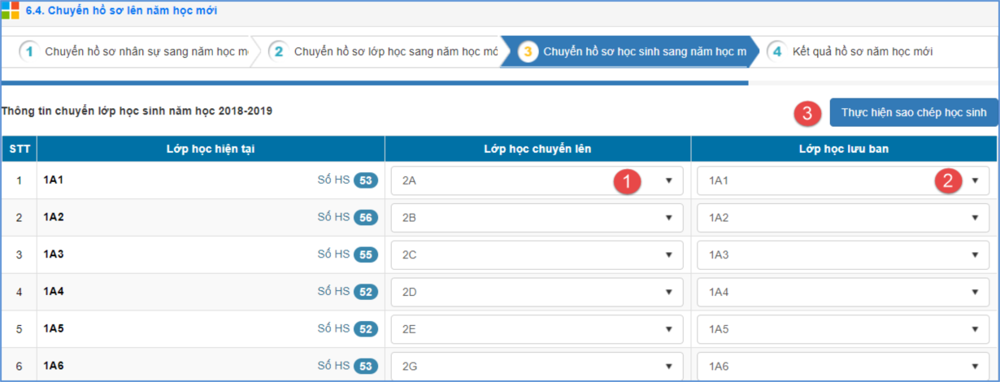 6.4. Chuyển hồ sơ lên năm học mới
1 Chuyển hồ sơ nhân sự sang năm học m 2 Chuyển hồ sơ lớp học sang năm học mớ 3 Chuyển hồ sơ học sinh sang năm học m 4 Kết quả hồ sơ năm học mới
Thông tin chuyển lớp học sinh năm học 2018-2019 3 Thực hiện sao chép học sinh
STT Lớp học hiện tại Lớp học chuyển lên Lớp học lưu ban
1 1A1 Số HS 53 2A 1 1A1 2
2 1A2 Số HS 56 2B 1A2
3 1A3 Số HS 55 2C 1A3
4 1A4 Số HS 52 2D 1A4
5 1A5 Số HS 52 2E 1A5
6 1A6 Số HS 53 2G 1A6